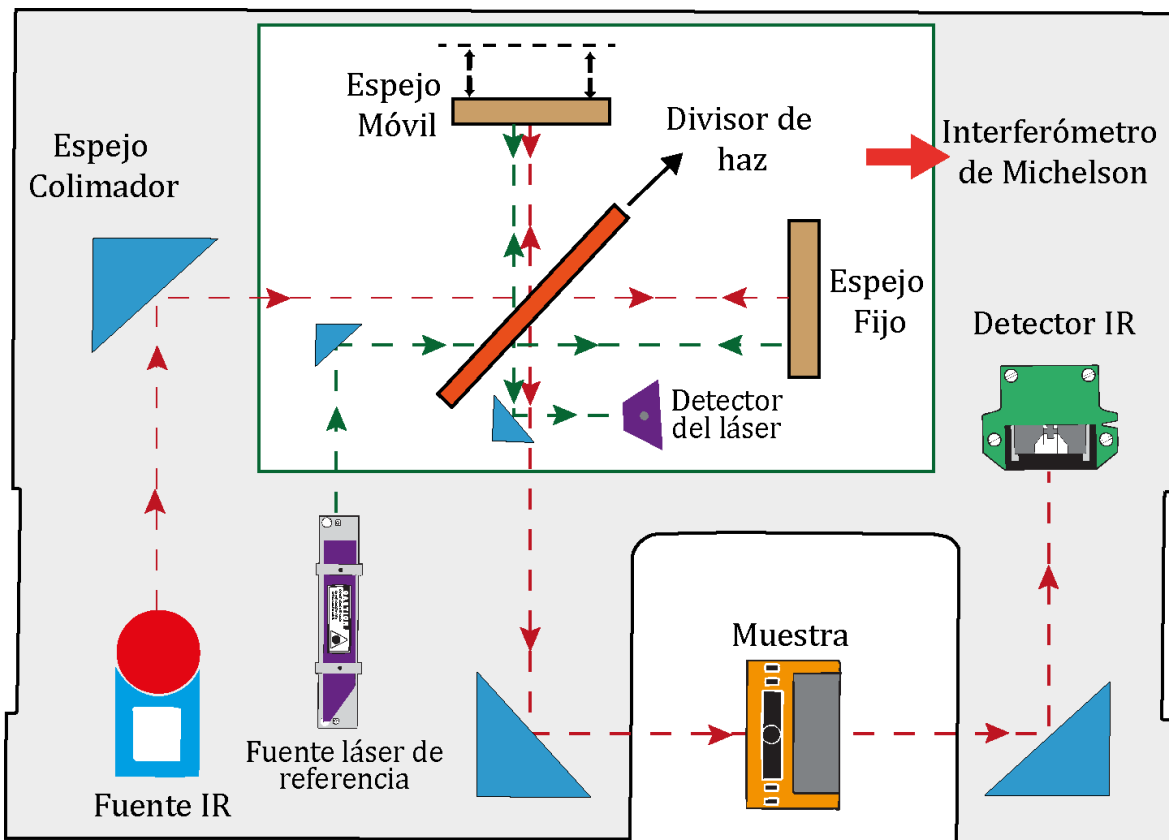 Espejo
Móvil
Divisor de
haz
Interferómetro
de Michelson
Espejo
Colimador
Espejo
Fijo
Detector IR
Detector
del láser
Muestra
Fuente láser de
referencia
Fuente IR